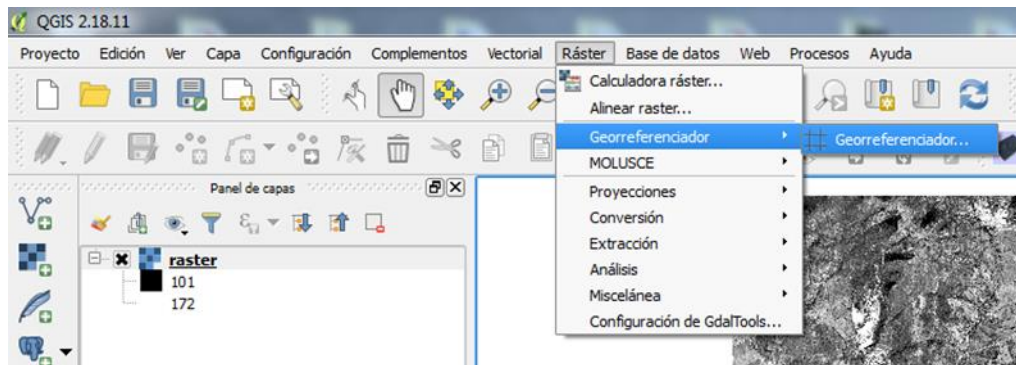 QGIS 2.18.11
Proyecto Edición Ver Capa Configuración Complementos Vectorial Ráster Base de datos Web Procesos Ayuda
Calculadora ráster...
Alinear raster...
Georreferenciador
Georreferenciador...
MOLUSCE
Proyecciones
Conversión
Extracción
Análisis
Miscelánea
Configuración de GdalTools...
Panel de capas
raster
101
172